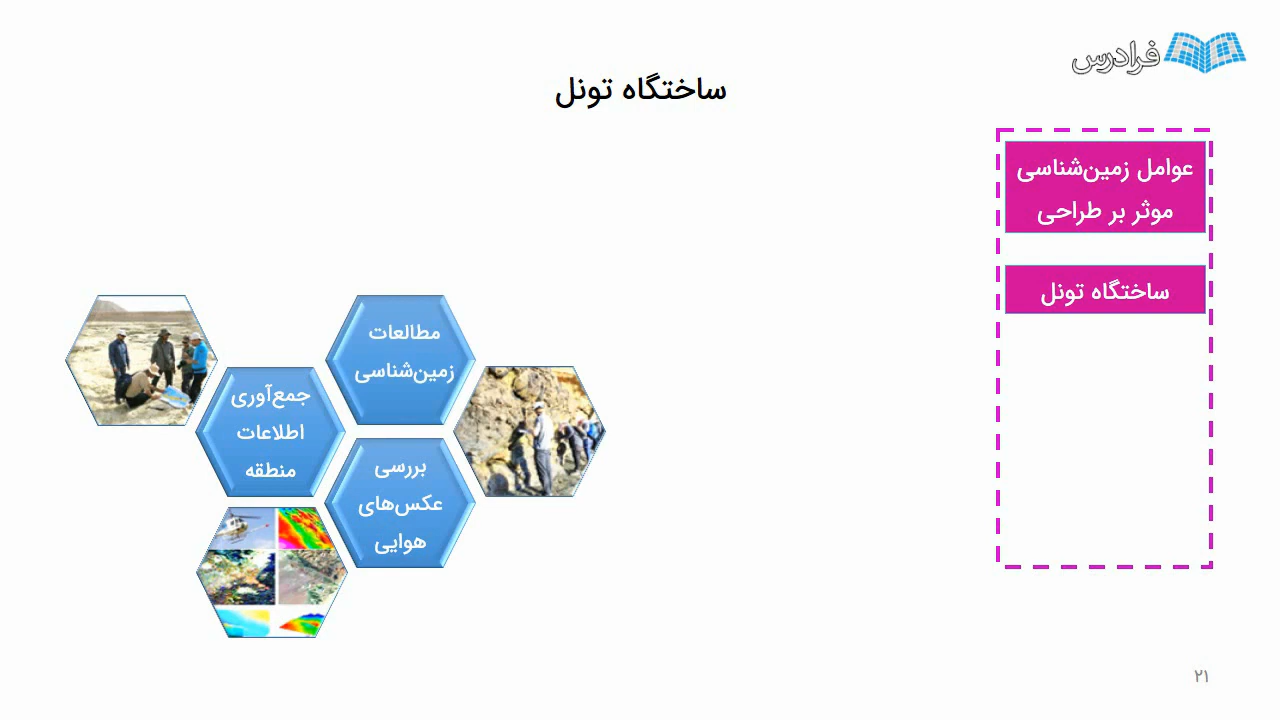 فرادرس
ساختگاه تونل
عوامل زمین‌شناسی
موثر بر طراحی
ساختگاه تونل
مطالعات
زمین‌شناسی
جمع‌آوری
اطلاعات
منطقه
بررسی
عکس‌های
هوایی
۲۱